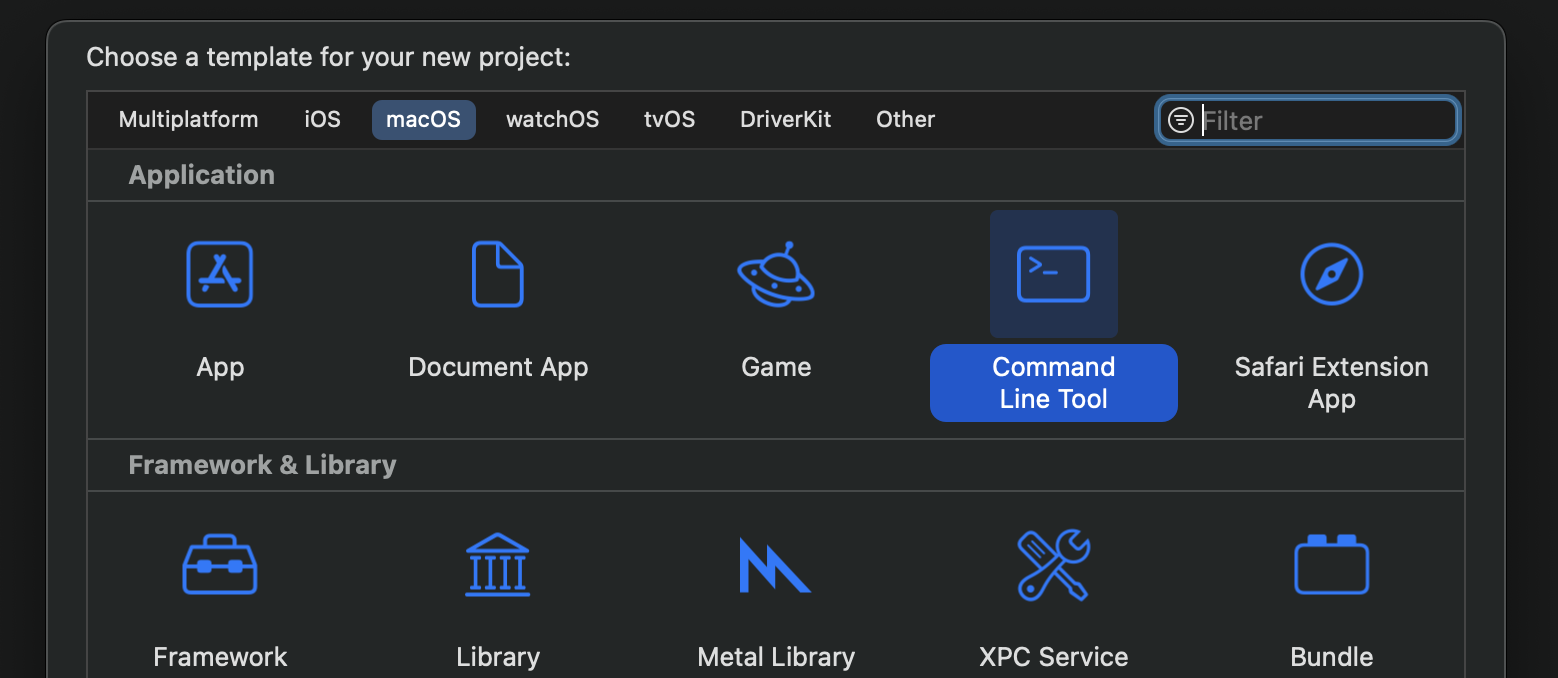 Choose a template for your new project:
Multiplatform iOS macOS watchOS tvOS DriverKit Other Filter
Application
App Document App Game Command Line Tool Safari Extension App
Framework & Library
Framework Library Metal Library XPC Service Bundle